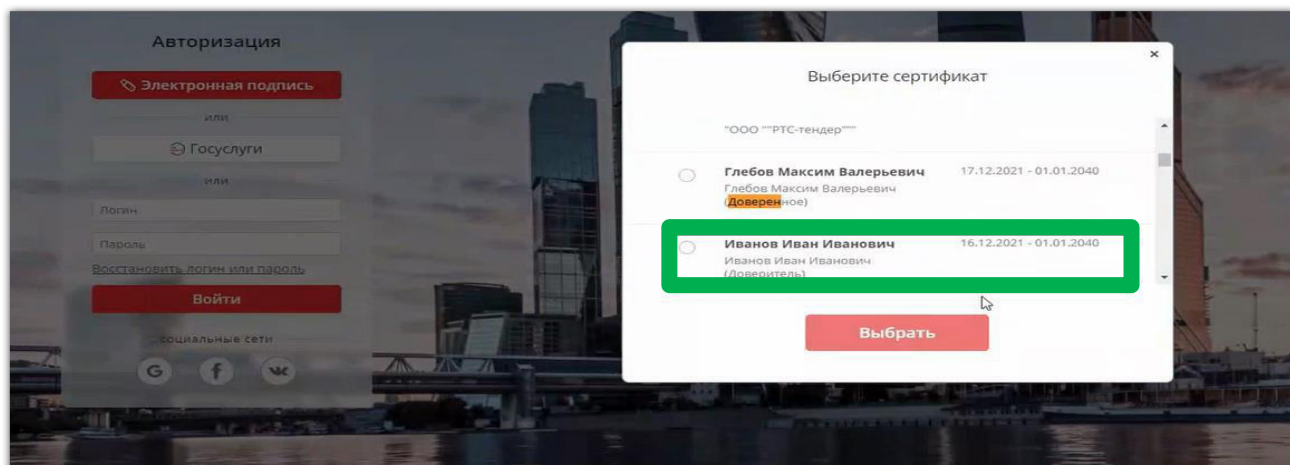 Авторизация
Электронная подпись
или
Госуслуги
или
Логин
Пароль
Восстановить логин или пароль
Войти
социальные сети
G f
Выберите сертификат
×
"ООО ""РТС-тендер"""
Глебов Максим Валерьевич 17.12.2021 - 01.01.2040
Глебов Максим Валерьевич
(Доверенное)
Иванов Иван Иванович 16.12.2021 - 01.01.2040
Иванов Иван Иванович
(Доверитель)
Выбрать